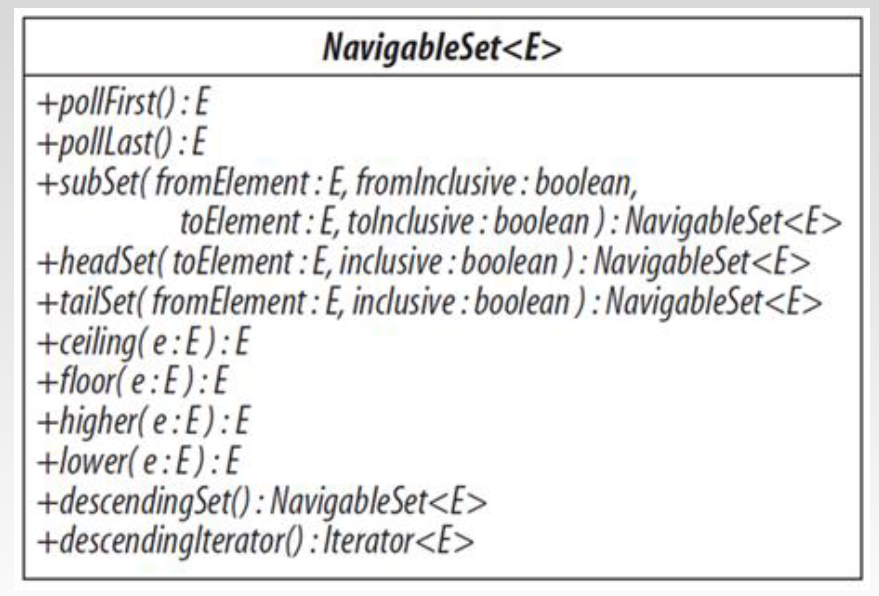 NavigableSet<E>
+pollFirst() : E
+pollLast() : E
+subSet( fromElement : E, fromInclusive : boolean,
toElement : E, toInclusive : boolean ) : NavigableSet<E>
+headSet( toElement : E, inclusive : boolean ) : NavigableSet<E>
+tailSet( fromElement : E, inclusive : boolean ) : NavigableSet<E>
+ceiling( e : E ) : E
+floor( e : E ) : E
+higher( e : E ) : E
+lower( e : E ) : E
+descendingSet() : NavigableSet<E>
+descendingIterator() : Iterator<E>